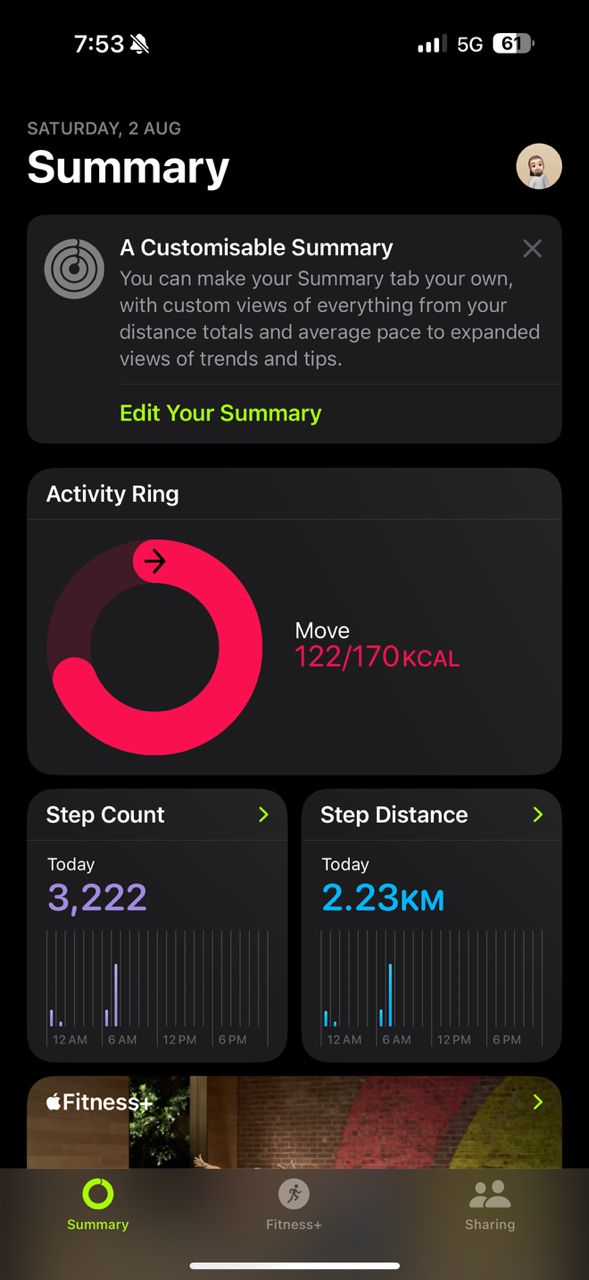 7:53 5G 61
SATURDAY, 2 AUG
Summary
A Customisable Summary
You can make your Summary tab your own,
with custom views of everything from your
distance totals and average pace to expanded
views of trends and tips.
Edit Your Summary
Activity Ring
Move
122/170KCAL
Step Count
Today
3,222
12 AM 6 AM 12 PM 6 PM
Step Distance
Today
2.23KM
12 AM 6 AM 12 PM 6 PM
Fitness+
Summary Fitness+ Sharing